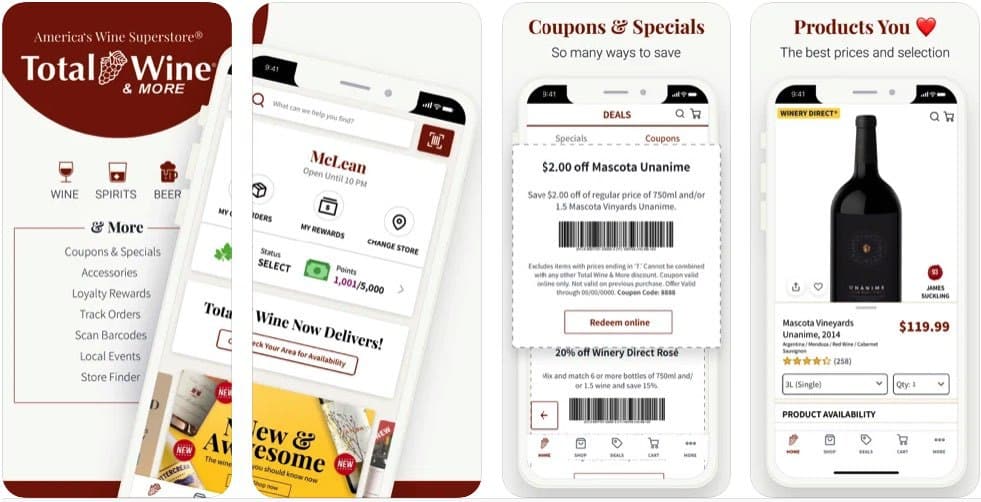 America's Wine Superstore®
Total Wine
& MORE
WINE SPIRITS BEER
& More
Coupons & Specials
Accessories
Loyalty Rewards
Track Orders
Scan Barcodes
Local Events
Store Finder
9:41
What can we help you find?
McLean
Open Until 10 PM
MY ORDERS
MY REWARDS
CHANGE STORE
Status
SELECT
Points
1,001/5,000
Total Wine Now Delivers!
Check Your Area for Availability
NEW
New &
Awesome
The wine you should know now
Shop now
NEW
NEW
NEW
Coupons & Specials
So many ways to save
9:41
DEALS
Specials Coupons
$2.00 off Mascota Unanime
Save $2.00 off of regular price of 750ml and/or
1.5 Mascota Vinyards Unanime.
Excludes items with prices ending in '7.' Cannot be combined
with any other Total Wine & More discount. Coupon valid
online only. Not valid on previous purchase. Offer Valid
through 00/00/0000. Coupon Code: 8888
Redeem online
20% off Winery Direct Rosé
Mix and match 6 or more bottles of 750ml and/
or 1.5 wine and save 15%.
HOME SHOP DEALS CART MORE
Products You ❤️
The best prices and selection
9:41
WINERY DIRECT®
UNANIME
93
JAMES
SUCKLING
Mascota Vineyards
Unanime, 2014
$119.99
Argentina / Mendoza / Red Wine / Cabernet
Sauvignon
(258)
3L (Single) Qty: 1
PRODUCT AVAILABILITY
HOME SHOP DEALS CART MORE